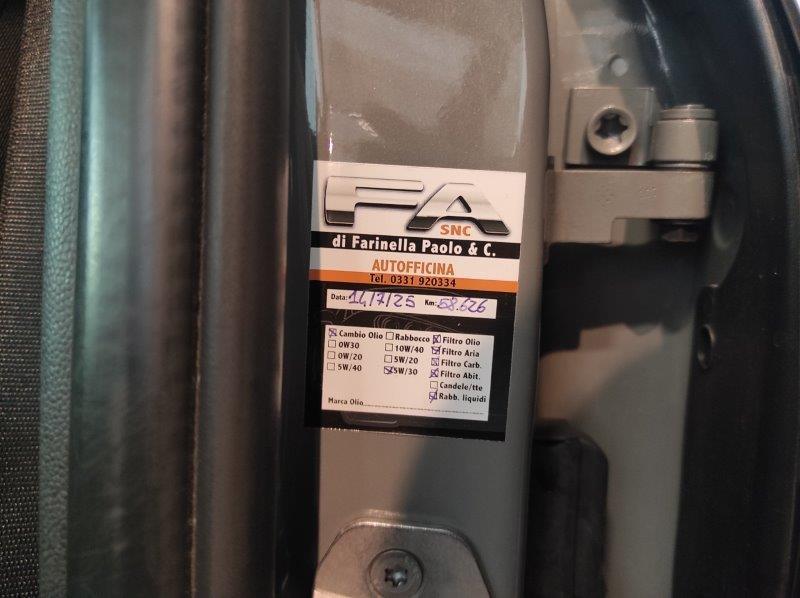 FA
SNC
di Farinella Paolo & C.
AUTOFFICINA
Tel. 0331 920334
Data: 14/7/25 Km: 58.626
Cambio Olio Rabbocco Filtro Olio
0W30 10W/40 Filtro Aria
0W/20 5W/20 Filtro Carb.
5W/40 5W/30 Filtro Abit.
Candele/tte
Rabb. liquidi
Marca Olio